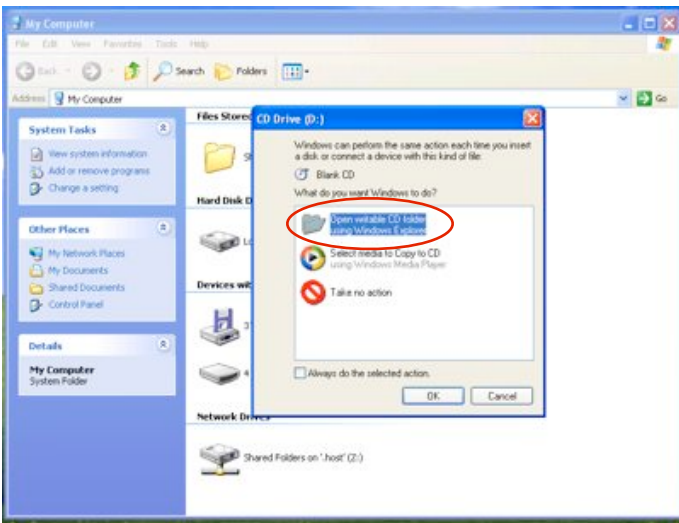 My Computer
File Edit View Favorites Tools Help
Back Search Folders
Address My Computer Go
System Tasks
View system information
Add or remove programs
Change a setting
Other Places
My Network Places
My Documents
Shared Documents
Control Panel
Details
My Computer
System Folder
Files Stored
Hard Disk D
Devices wit
Network Drives
Shared Folders on '.host' (Z:)
CD Drive (D:)
Windows can perform the same action each time you insert
a disk or connect a device with this kind of file:
Blank CD
What do you want Windows to do?
Open writable CD folder
using Windows Explorer
Select media to Copy to CD
using Windows Media Player
Take no action
Always do the selected action.
OK Cancel